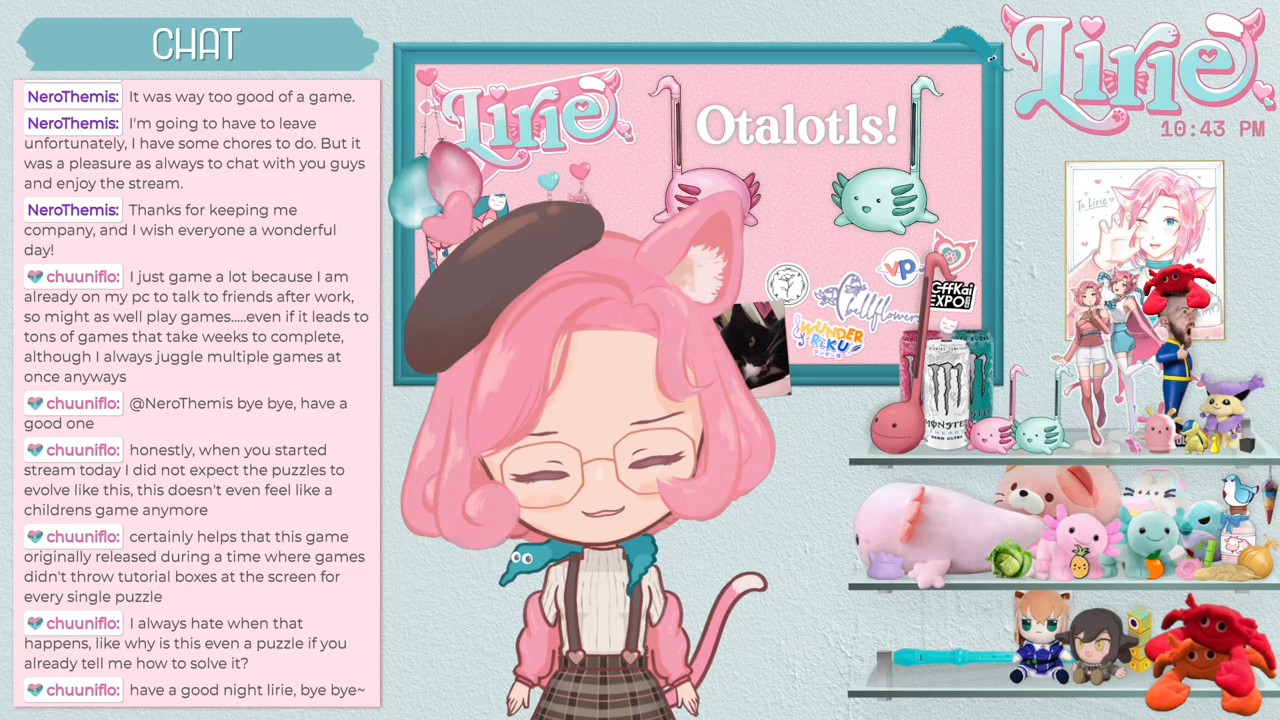 CHAT
NeroThemis: It was way too good of a game.
NeroThemis: I'm going to have to leave
unfortunately, I have some chores to do. But it
was a pleasure as always to chat with you guys
and enjoy the stream.
NeroThemis: Thanks for keeping me
company, and I wish everyone a wonderful
day!
chuuniflo: I just game a lot because I am
already on my pc to talk to friends after work,
so might as well play games....even if it leads to
tons of games that take weeks to complete,
although I always juggle multiple games at
once anyways
chuuniflo: @NeroThemis bye bye, have a
good one
chuuniflo: honestly, when you started
stream today I did not expect the puzzles to
evolve like this, this doesn't even feel like a
childrens game anymore
chuuniflo: certainly helps that this game
originally released during a time where games
didn't throw tutorial boxes at the screen for
every single puzzle
chuuniflo: I always hate when that
happens, like why is this even a puzzle if you
already tell me how to solve it?
chuuniflo: have a good night lirie, bye bye~
Lirie
Otalotls!
VP
bellflower
WUNDER
RiKU
OffKai
EXPO
MONSTER
Lirie
10:43 PM
To Lirie